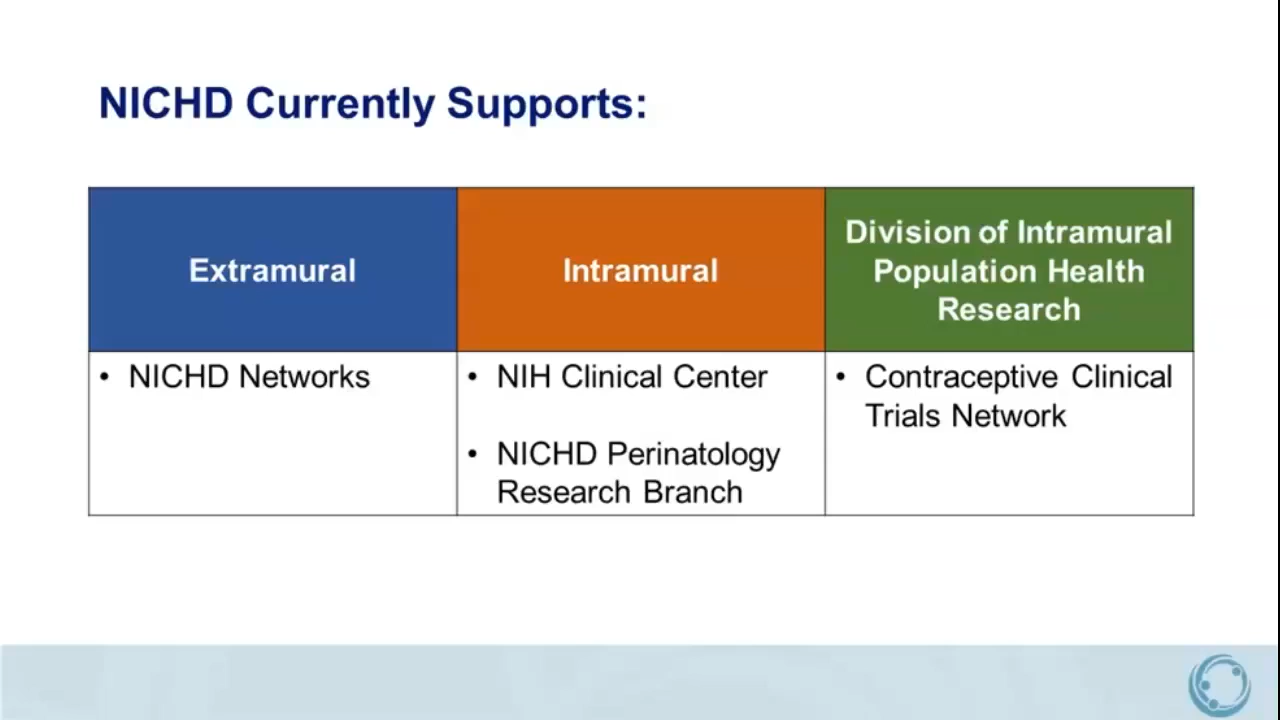 NICHD Currently Supports:
Extramural
Intramural
Division of Intramural
Population Health
Research
• NICHD Networks
• NIH Clinical Center
• NICHD Perinatology
Research Branch
• Contraceptive Clinical
Trials Network